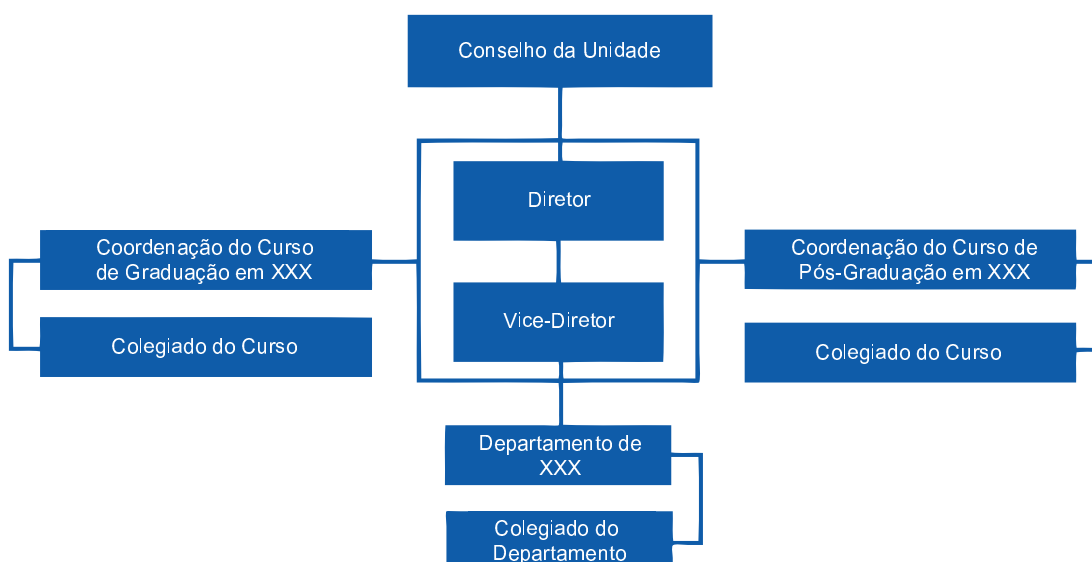 Conselho da Unidade
Diretor
Coordenação do Curso
de Graduação em XXX
Coordenação do Curso de
Pós-Graduação em XXX
Vice-Diretor
Colegiado do Curso
Colegiado do Curso
Departamento de
XXX
Colegiado do
Departamento